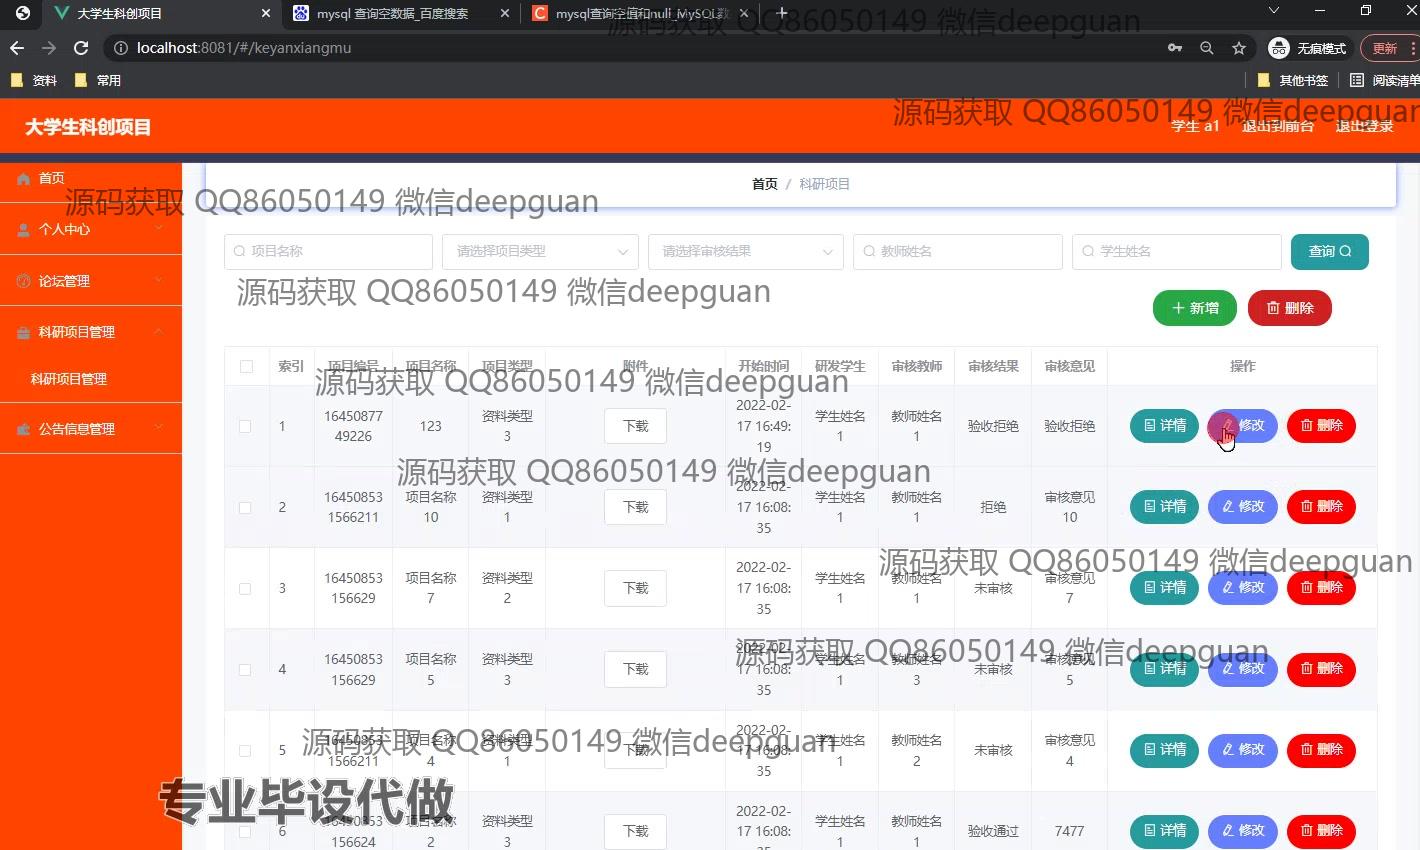 大学生科创项目
mysql 查询空数据_百度搜索
mysql查询空值和null_MySQL数
localhost:8081/#/keyanxiangmu
无痕模式
更新
资料
常用
其他书签
阅读清单
大学生科创项目
学生 a1
退出到前台
退出登录
首页
个人中心
论坛管理
科研项目管理
科研项目管理
公告信息管理
首页 / 科研项目
项目名称
请选择项目类型
请选择审核结果
教师姓名
学生姓名
查询
新增
删除
索引 项目编号 项目名称 项目类型 附件 开始时间 研发学生 审核教师 审核结果 审核意见 操作
1 1645087749226 123 资料类型3 下载 2022-02-17 16:49:19 学生姓名1 教师姓名1 验收拒绝 验收拒绝 详情 修改 删除
2 164508531566211 项目名称10 资料类型1 下载 2022-02-17 16:08:35 学生姓名1 教师姓名1 拒绝 审核意见10 详情 修改 删除
3 16450853156629 项目名称7 资料类型2 下载 2022-02-17 16:08:35 学生姓名1 教师姓名1 未审核 审核意见7 详情 修改 删除
4 16450853156629 项目名称5 资料类型3 下载 2022-02-17 16:08:35 学生姓名1 教师姓名3 未审核 审核意见5 详情 修改 删除
5 164508531566211 项目名称4 资料类型1 下载 2022-02-17 16:08:35 学生姓名1 教师姓名2 未审核 审核意见4 详情 修改 删除
6 16450853156624 项目名称2 资料类型3 下载 2022-02-17 16:08: 学生姓名1 教师姓名1 验收通过 7477 详情 修改 删除
源码获取 QQ86050149 微信deepguan
源码获取 QQ86050149 微信deepguan
源码获取 QQ86050149 微信deepguan
源码获取 QQ86050149 微信deepguan
源码获取 QQ86050149 微信deepguan
源码获取 QQ86050149 微信deepguan
源码获取 QQ86050149 微信deepguan
源码获取 QQ86050149 微信deepguan
源码获取 QQ86050149 微信deepguan
专业毕设代做